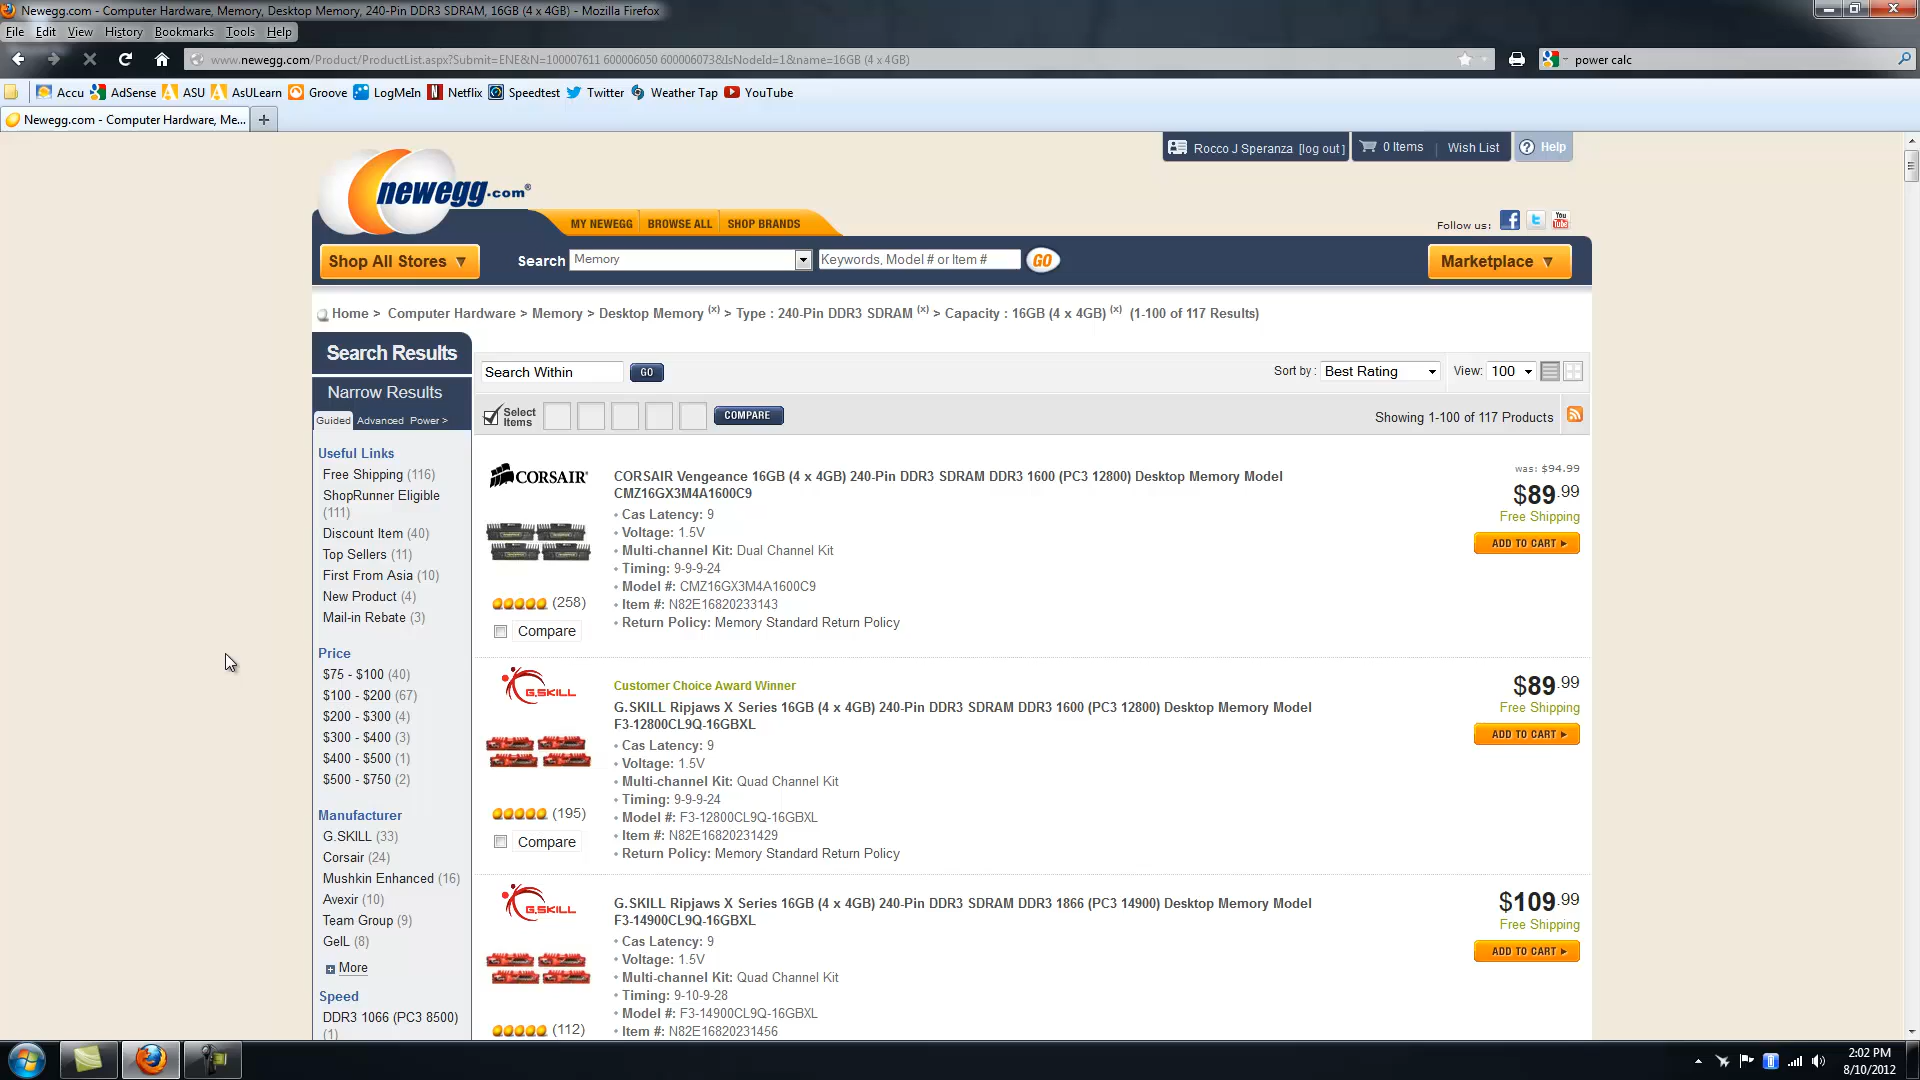 Newegg.com - Computer Hardware, Memory, Desktop Memory, 240-Pin DDR3 SDRAM, 16GB (4 x 4GB) - Mozilla Firefox
File Edit View History Bookmarks Tools Help
www.newegg.com/Product/ProductList.aspx?Submit=ENE&N=100007611 600006050 600006073&IsNodeId=1&name=16GB (4 x 4GB)
power calc
Accu AdSense ASU AsULearn Groove LogMeIn Netflix Speedtest Twitter Weather Tap YouTube
Newegg.com - Computer Hardware, Me...
Rocco J Speranza [log out] 0 Items | Wish List Help
newegg.com®
MY NEWEGG BROWSE ALL SHOP BRANDS
Follow us: You Tube
Shop All Stores ▼ Search Memory Keywords, Model # or Item # GO Marketplace ▼
Home > Computer Hardware > Memory > Desktop Memory (x) > Type : 240-Pin DDR3 SDRAM (x) > Capacity : 16GB (4 x 4GB) (x) (1-100 of 117 Results)
Search Results
Narrow Results
Guided Advanced Power >
Useful Links
Free Shipping (116)
ShopRunner Eligible
(111)
Discount Item (40)
Top Sellers (11)
First From Asia (10)
New Product (4)
Mail-in Rebate (3)
Price
$75 - $100 (40)
$100 - $200 (67)
$200 - $300 (4)
$300 - $400 (3)
$400 - $500 (1)
$500 - $750 (2)
Manufacturer
G.SKILL (33)
Corsair (24)
Mushkin Enhanced (16)
Avexir (10)
Team Group (9)
GeIL (8)
More
Speed
DDR3 1066 (PC3 8500)
(1)
Search Within GO Sort by : Best Rating View: 100
Select Items COMPARE Showing 1-100 of 117 Products
CORSAIR
CORSAIR Vengeance 16GB (4 x 4GB) 240-Pin DDR3 SDRAM DDR3 1600 (PC3 12800) Desktop Memory Model
CMZ16GX3M4A1600C9
• Cas Latency: 9
• Voltage: 1.5V
• Multi-channel Kit: Dual Channel Kit
• Timing: 9-9-9-24
• Model #: CMZ16GX3M4A1600C9
• Item #: N82E16820233143
• Return Policy: Memory Standard Return Policy
(258)
Compare
was: $94.99
$89.99
Free Shipping
ADD TO CART
G.SKILL
Customer Choice Award Winner
G.SKILL Ripjaws X Series 16GB (4 x 4GB) 240-Pin DDR3 SDRAM DDR3 1600 (PC3 12800) Desktop Memory Model
F3-12800CL9Q-16GBXL
• Cas Latency: 9
• Voltage: 1.5V
• Multi-channel Kit: Quad Channel Kit
• Timing: 9-9-9-24
• Model #: F3-12800CL9Q-16GBXL
• Item #: N82E16820231429
• Return Policy: Memory Standard Return Policy
(195)
Compare
$89.99
Free Shipping
ADD TO CART
G.SKILL
G.SKILL Ripjaws X Series 16GB (4 x 4GB) 240-Pin DDR3 SDRAM DDR3 1866 (PC3 14900) Desktop Memory Model
F3-14900CL9Q-16GBXL
• Cas Latency: 9
• Voltage: 1.5V
• Multi-channel Kit: Quad Channel Kit
• Timing: 9-10-9-28
• Model #: F3-14900CL9Q-16GBXL
• Item #: N82E16820231456
(112)
$109.99
Free Shipping
ADD TO CART
2:02 PM
8/10/2012